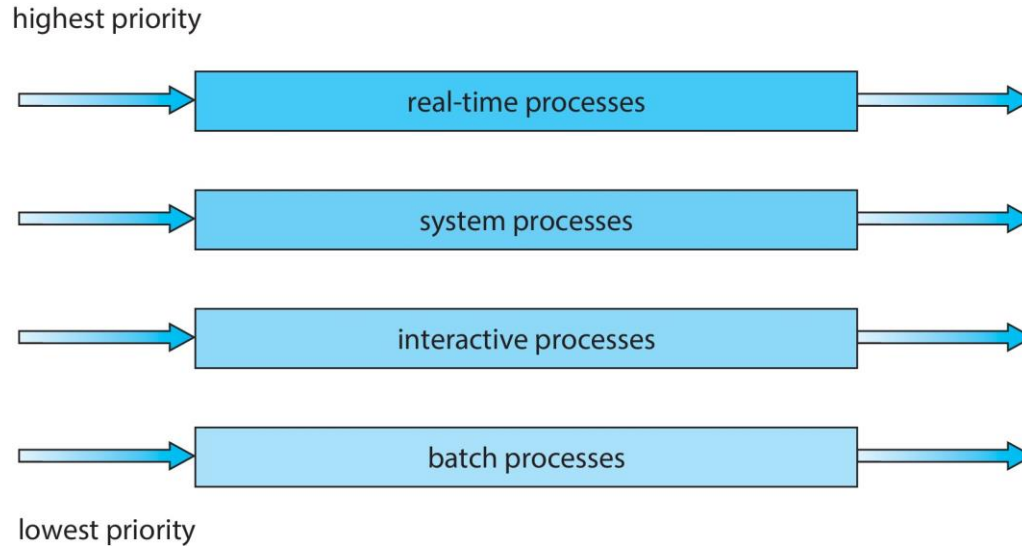 highest priority
real-time processes
system processes
interactive processes
batch processes
lowest priority